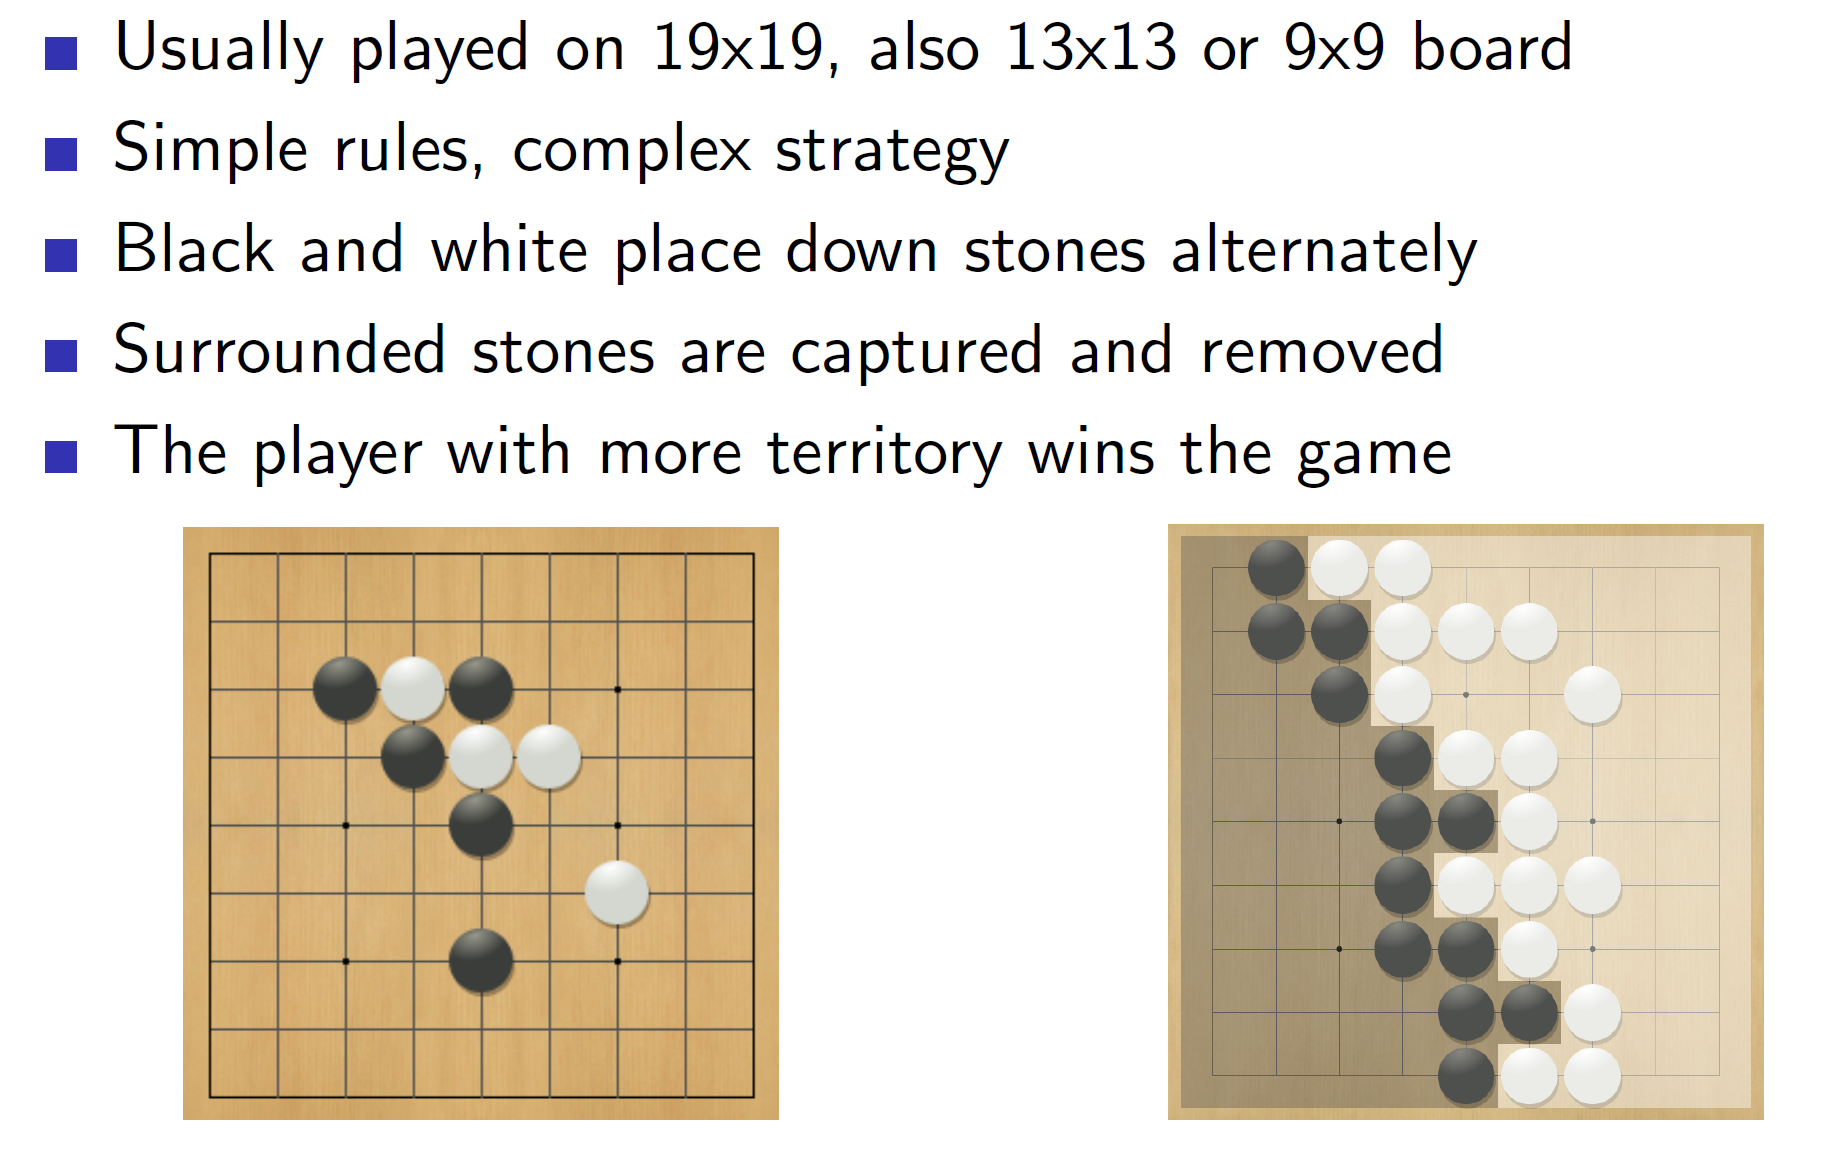 Usually played on 19x19, also 13x13 or 9x9 board
Simple rules, complex strategy
Black and white place down stones alternately
Surrounded stones are captured and removed
The player with more territory wins the game